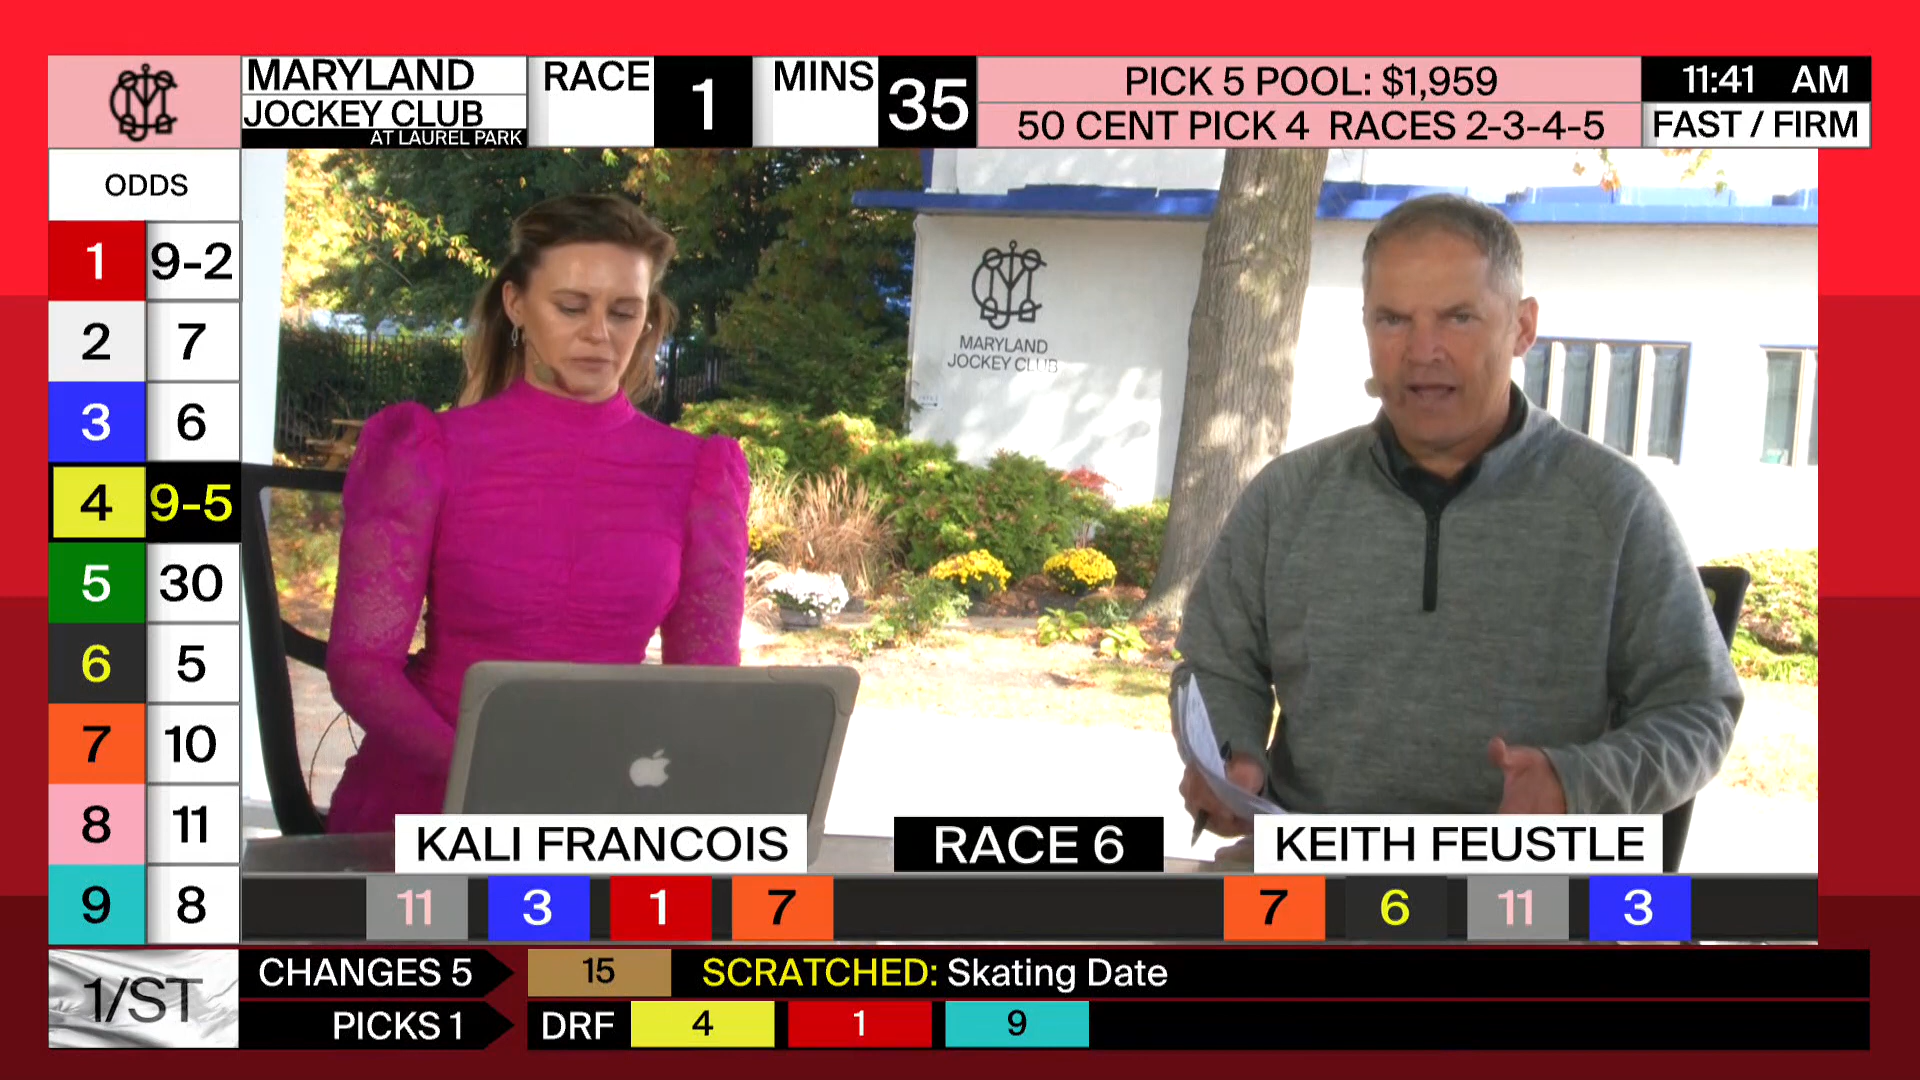 MARYLAND
JOCKEY CLUB
AT LAUREL PARK
RACE 1
MINS 35
PICK 5 POOL: $1,959
50 CENT PICK 4 RACES 2-3-4-5
11:41 AM
FAST / FIRM
ODDS
1 9-2
2 7
3 6
4 9-5
5 30
6 5
7 10
8 11
9 8
MARYLAND
JOCKEY CLUB
KALI FRANCOIS
RACE 6
KEITH FEUSTLE
11 3 1 7
7 6 11 3
1/ST
CHANGES 5 15 SCRATCHED: Skating Date
PICKS 1 DRF 4 1 9